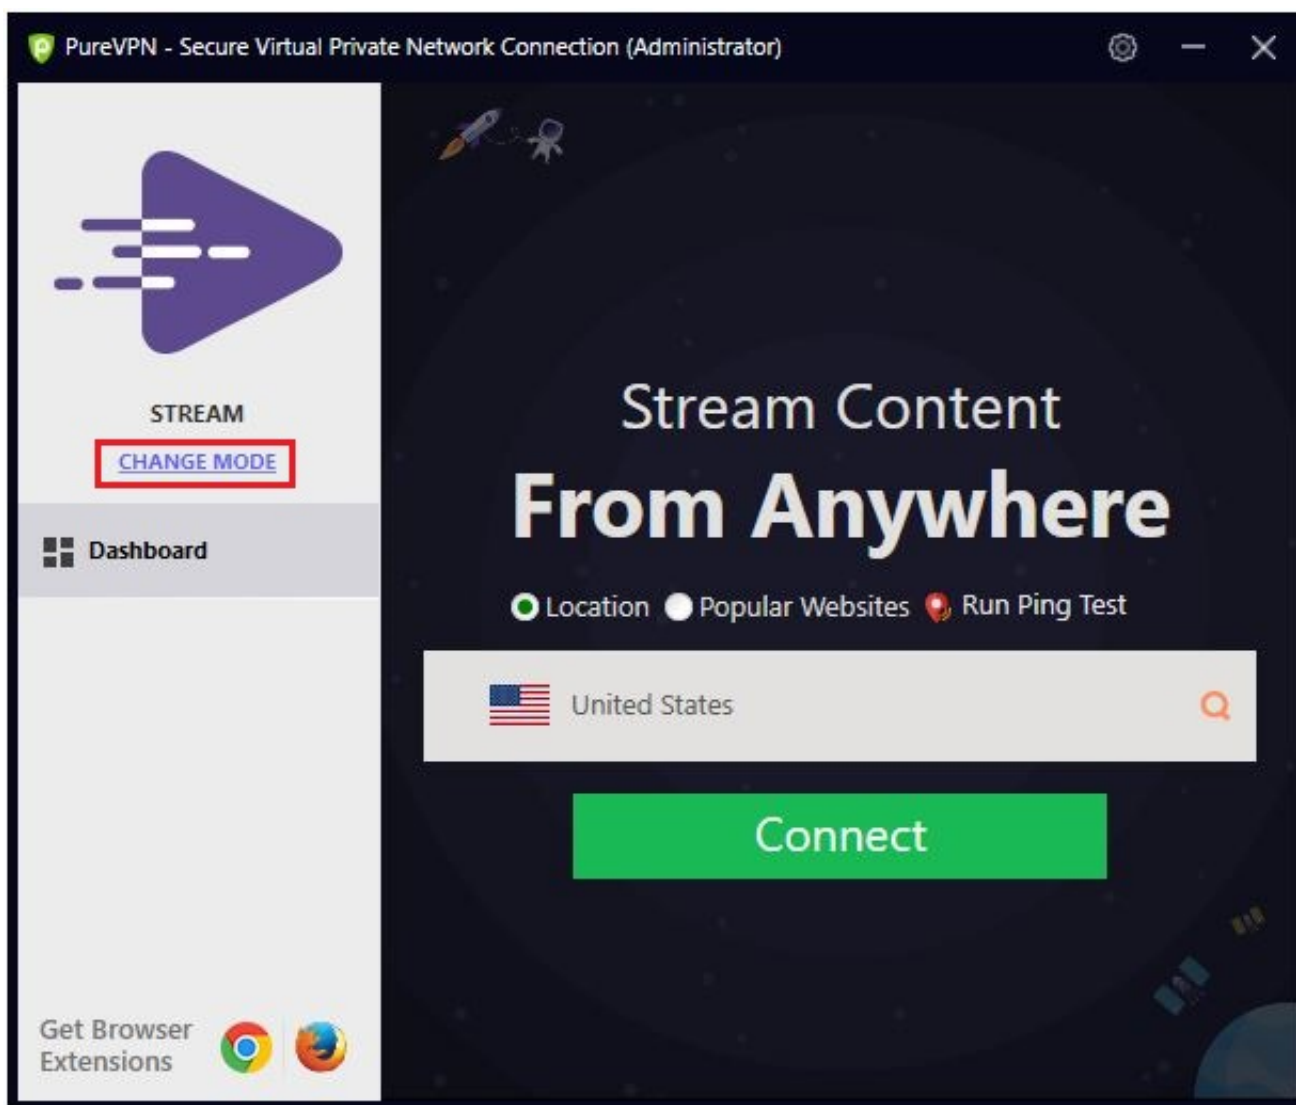 PureVPN - Secure Virtual Private Network Connection (Administrator)
STREAM
CHANGE MODE
Dashboard
Get Browser
Extensions
Stream Content
From Anywhere
Location Popular Websites Run Ping Test
United States
Connect